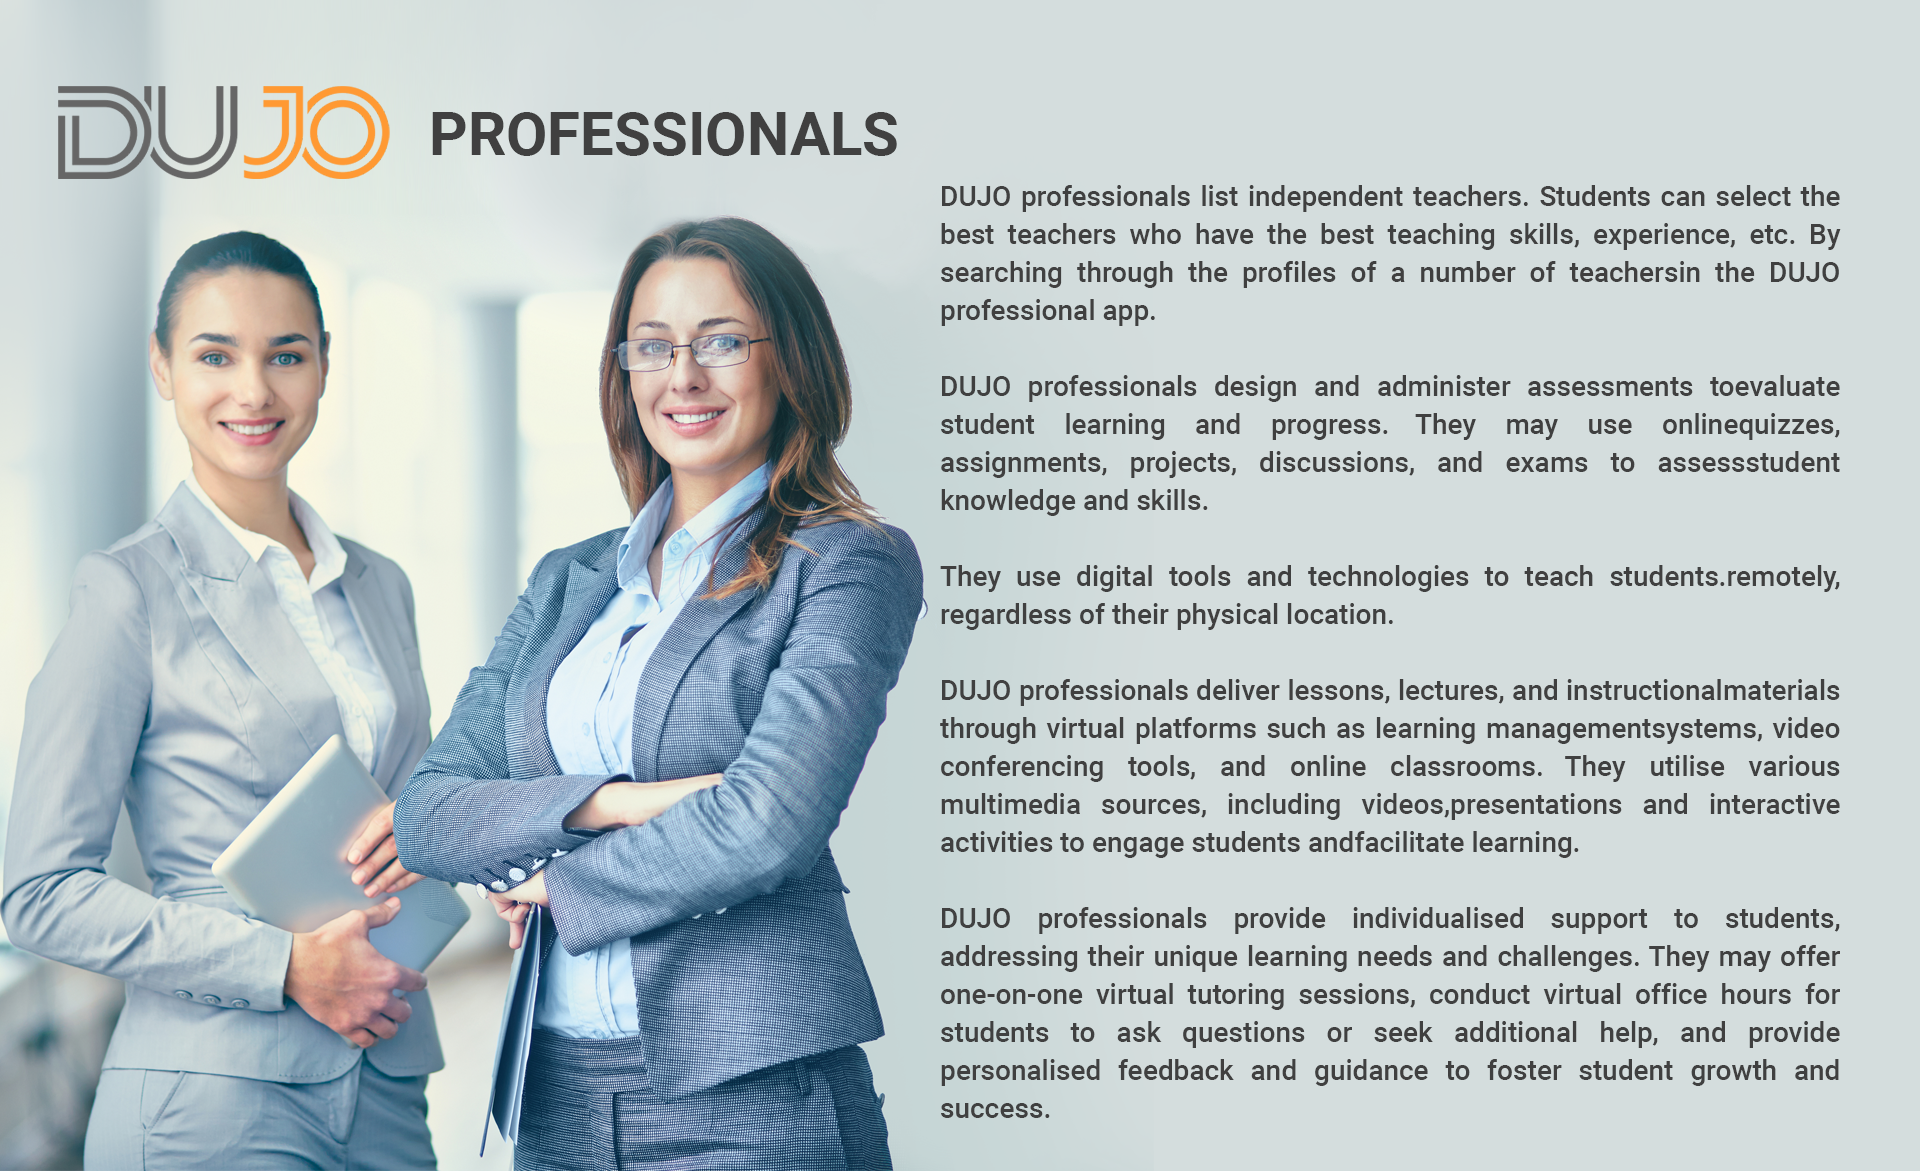 DUJO PROFESSIONALS
DUJO professionals list independent teachers. Students can select the
best teachers who have the best teaching skills, experience, etc. By
searching through the profiles of a number of teachersin the DUJO
professional app.
DUJO professionals design and administer assessments toevaluate
student learning and progress. They may use onlinequizzes,
assignments, projects, discussions, and exams to assessstudent
knowledge and skills.
They use digital tools and technologies to teach students.remotely,
regardless of their physical location.
DUJO professionals deliver lessons, lectures, and instructionalmaterials
through virtual platforms such as learning managementsystems, video
conferencing tools, and online classrooms. They utilise various
multimedia sources, including videos,presentations and interactive
activities to engage students andfacilitate learning.
DUJO professionals provide individualised support to students,
addressing their unique learning needs and challenges. They may offer
one-on-one virtual tutoring sessions, conduct virtual office hours for
students to ask questions or seek additional help, and provide
personalised feedback and guidance to foster student growth and
success.